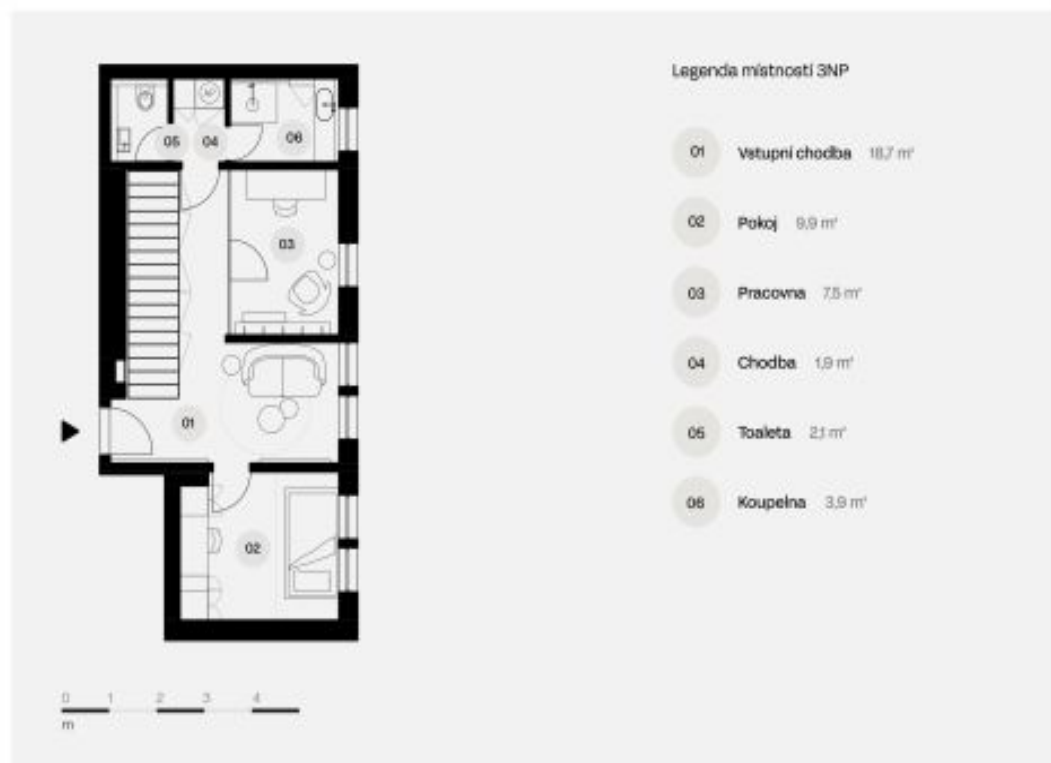 Legenda místností 3NP
01 Vstupní chodba 18,7 m²
02 Pokoj 9,9 m²
03 Pracovna 7,5 m²
04 Chodba 1,9 m²
05 Toaleta 2,1 m²
06 Koupelna 3,9 m²
05 04 06
03
01
02
0 1 2 3 4
m